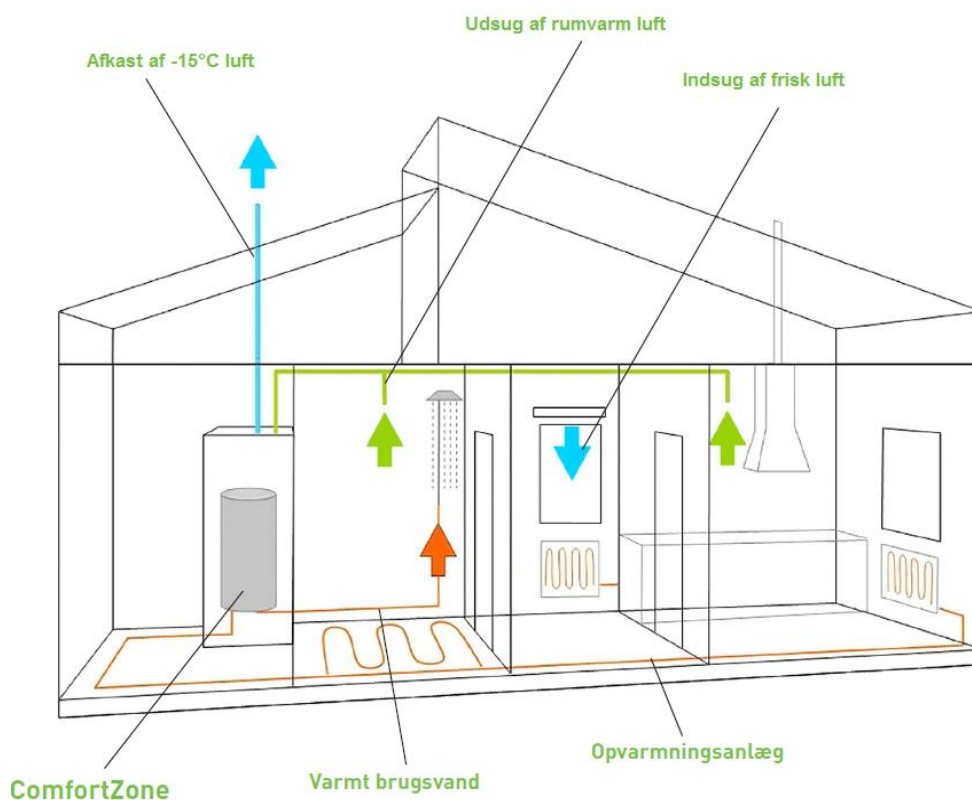 Udsug af rumvarm luft
Afkast af -15°C luft
Indsug af frisk luft
Opvarmningsanlæg
Varmt brugsvand
ComfortZone